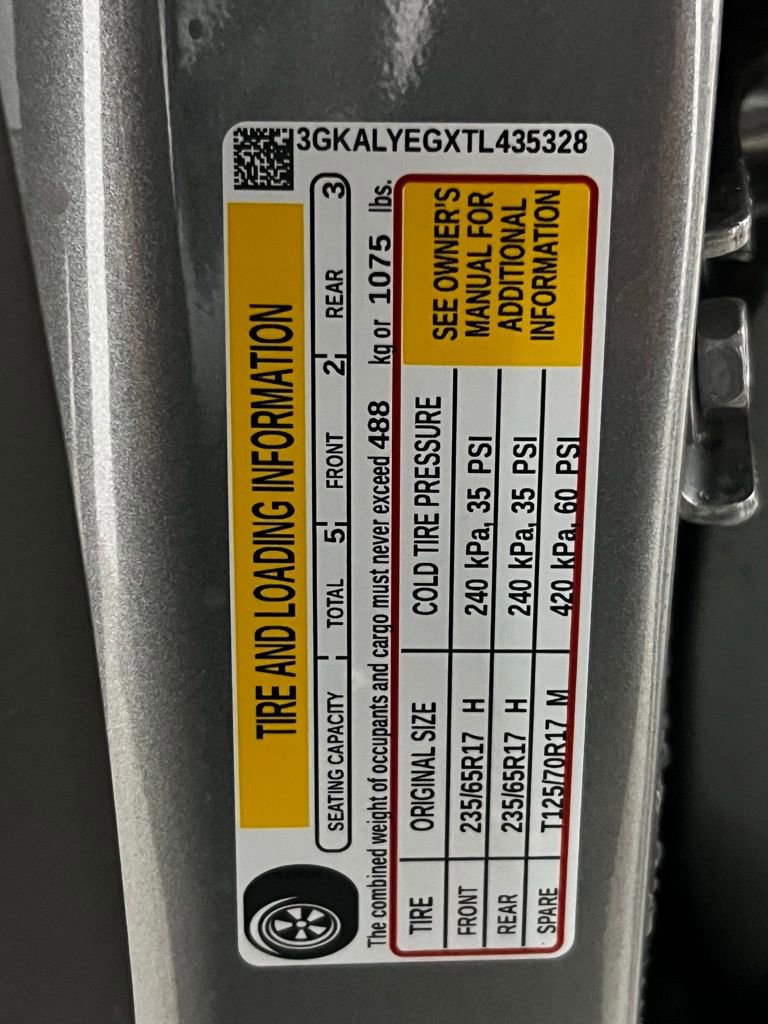 3GKALYEGXTL435328
TIRE AND LOADING INFORMATION
SEATING CAPACITY TOTAL 5 FRONT 2 REAR 3
The combined weight of occupants and cargo must never exceed 488 kg or 1075 lbs.
TIRE ORIGINAL SIZE COLD TIRE PRESSURE
FRONT 235/65R17 H 240 kPa, 35 PSI
REAR 235/65R17 H 240 kPa, 35 PSI
SPARE T125/70R17 M 420 kPa, 60 PSI
SEE OWNER'S
MANUAL FOR
ADDITIONAL
INFORMATION